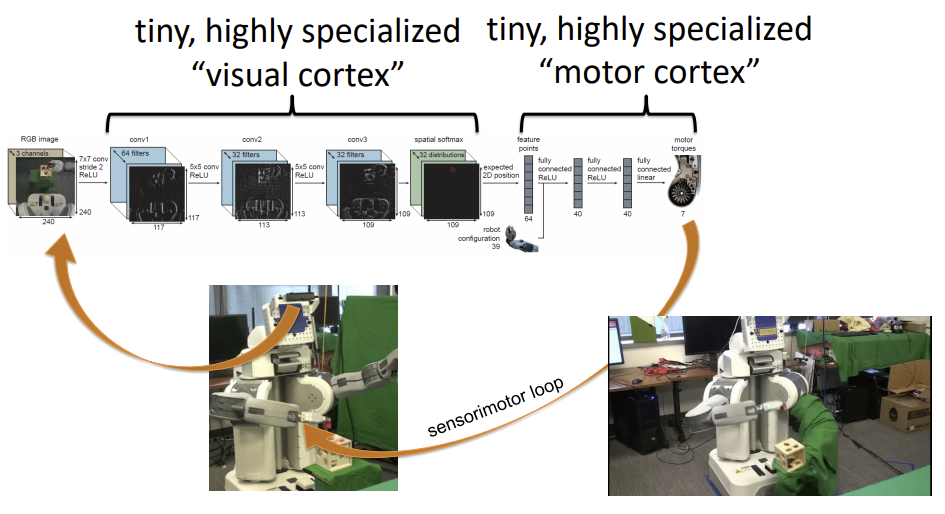 tiny, highly specialized
“visual cortex”
tiny, highly specialized
“motor cortex”
RGB image
3 channels
240
240
7x7 conv
stride 2
ReLU
conv1
64 filters
117
117
5x5 conv
ReLU
conv2
32 filters
113
113
5x5 conv
ReLU
conv3
32 filters
109
109
spatial softmax
32 distributions
109
109
expected
2D position
feature
points
64
robot
configuration
39
fully
connected
ReLU
40
fully
connected
ReLU
40
fully
connected
linear
motor
torques
7
sensorimotor loop